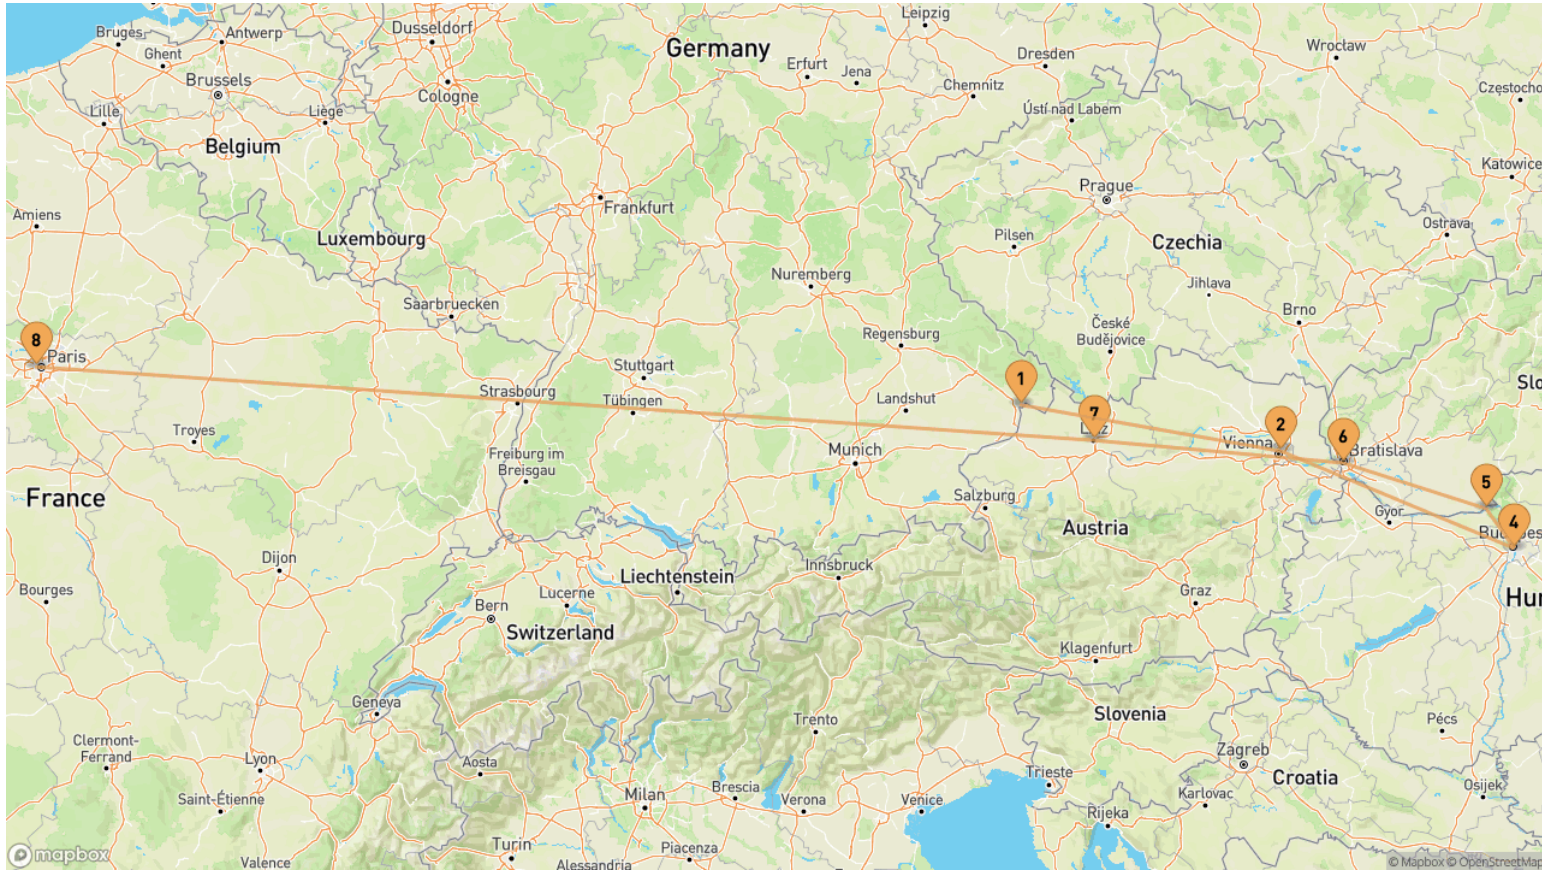 Leipzig
Bruges
Antwerp
Dusseldorf
Germany
Wrocław
Ghent
Erfurt
Jena
Dresden
Brussels
Cologne
Chemnitz
Częstocho
Lille
Liège
Ústí nad Labem
Belgium
Katowice
Prague
Amiens
Frankfurt
Luxembourg
Pilsen
Czechia
Ostrava
Nuremberg
Jihlava
Saarbruecken
Brno
8
Paris
Regensburg
České
Budějovice
Stuttgart
1
Slo
Strasbourg
Tübingen
Landshut
7
Troyes
2
6
Vienna
Bratislava
Freiburg im
Breisgau
Munich
5
France
Salzburg
Gyor
4
Austria
Dijon
Innsbruck
Liechtenstein
Bourges
Lucerne
Graz
Hun
Bern
Switzerland
Klagenfurt
Geneva
Slovenia
Trento
Pécs
Clermont-
Ferrand
Lyon
Aosta
Zagreb
Trieste
Croatia
Saint-Étienne
Milan
Brescia
Verona
Venice
Karlovac
Osijek
Rijeka
Turin
Piacenza
mapbox
Valence
Alessandria
© Mapbox © OpenStreetMap